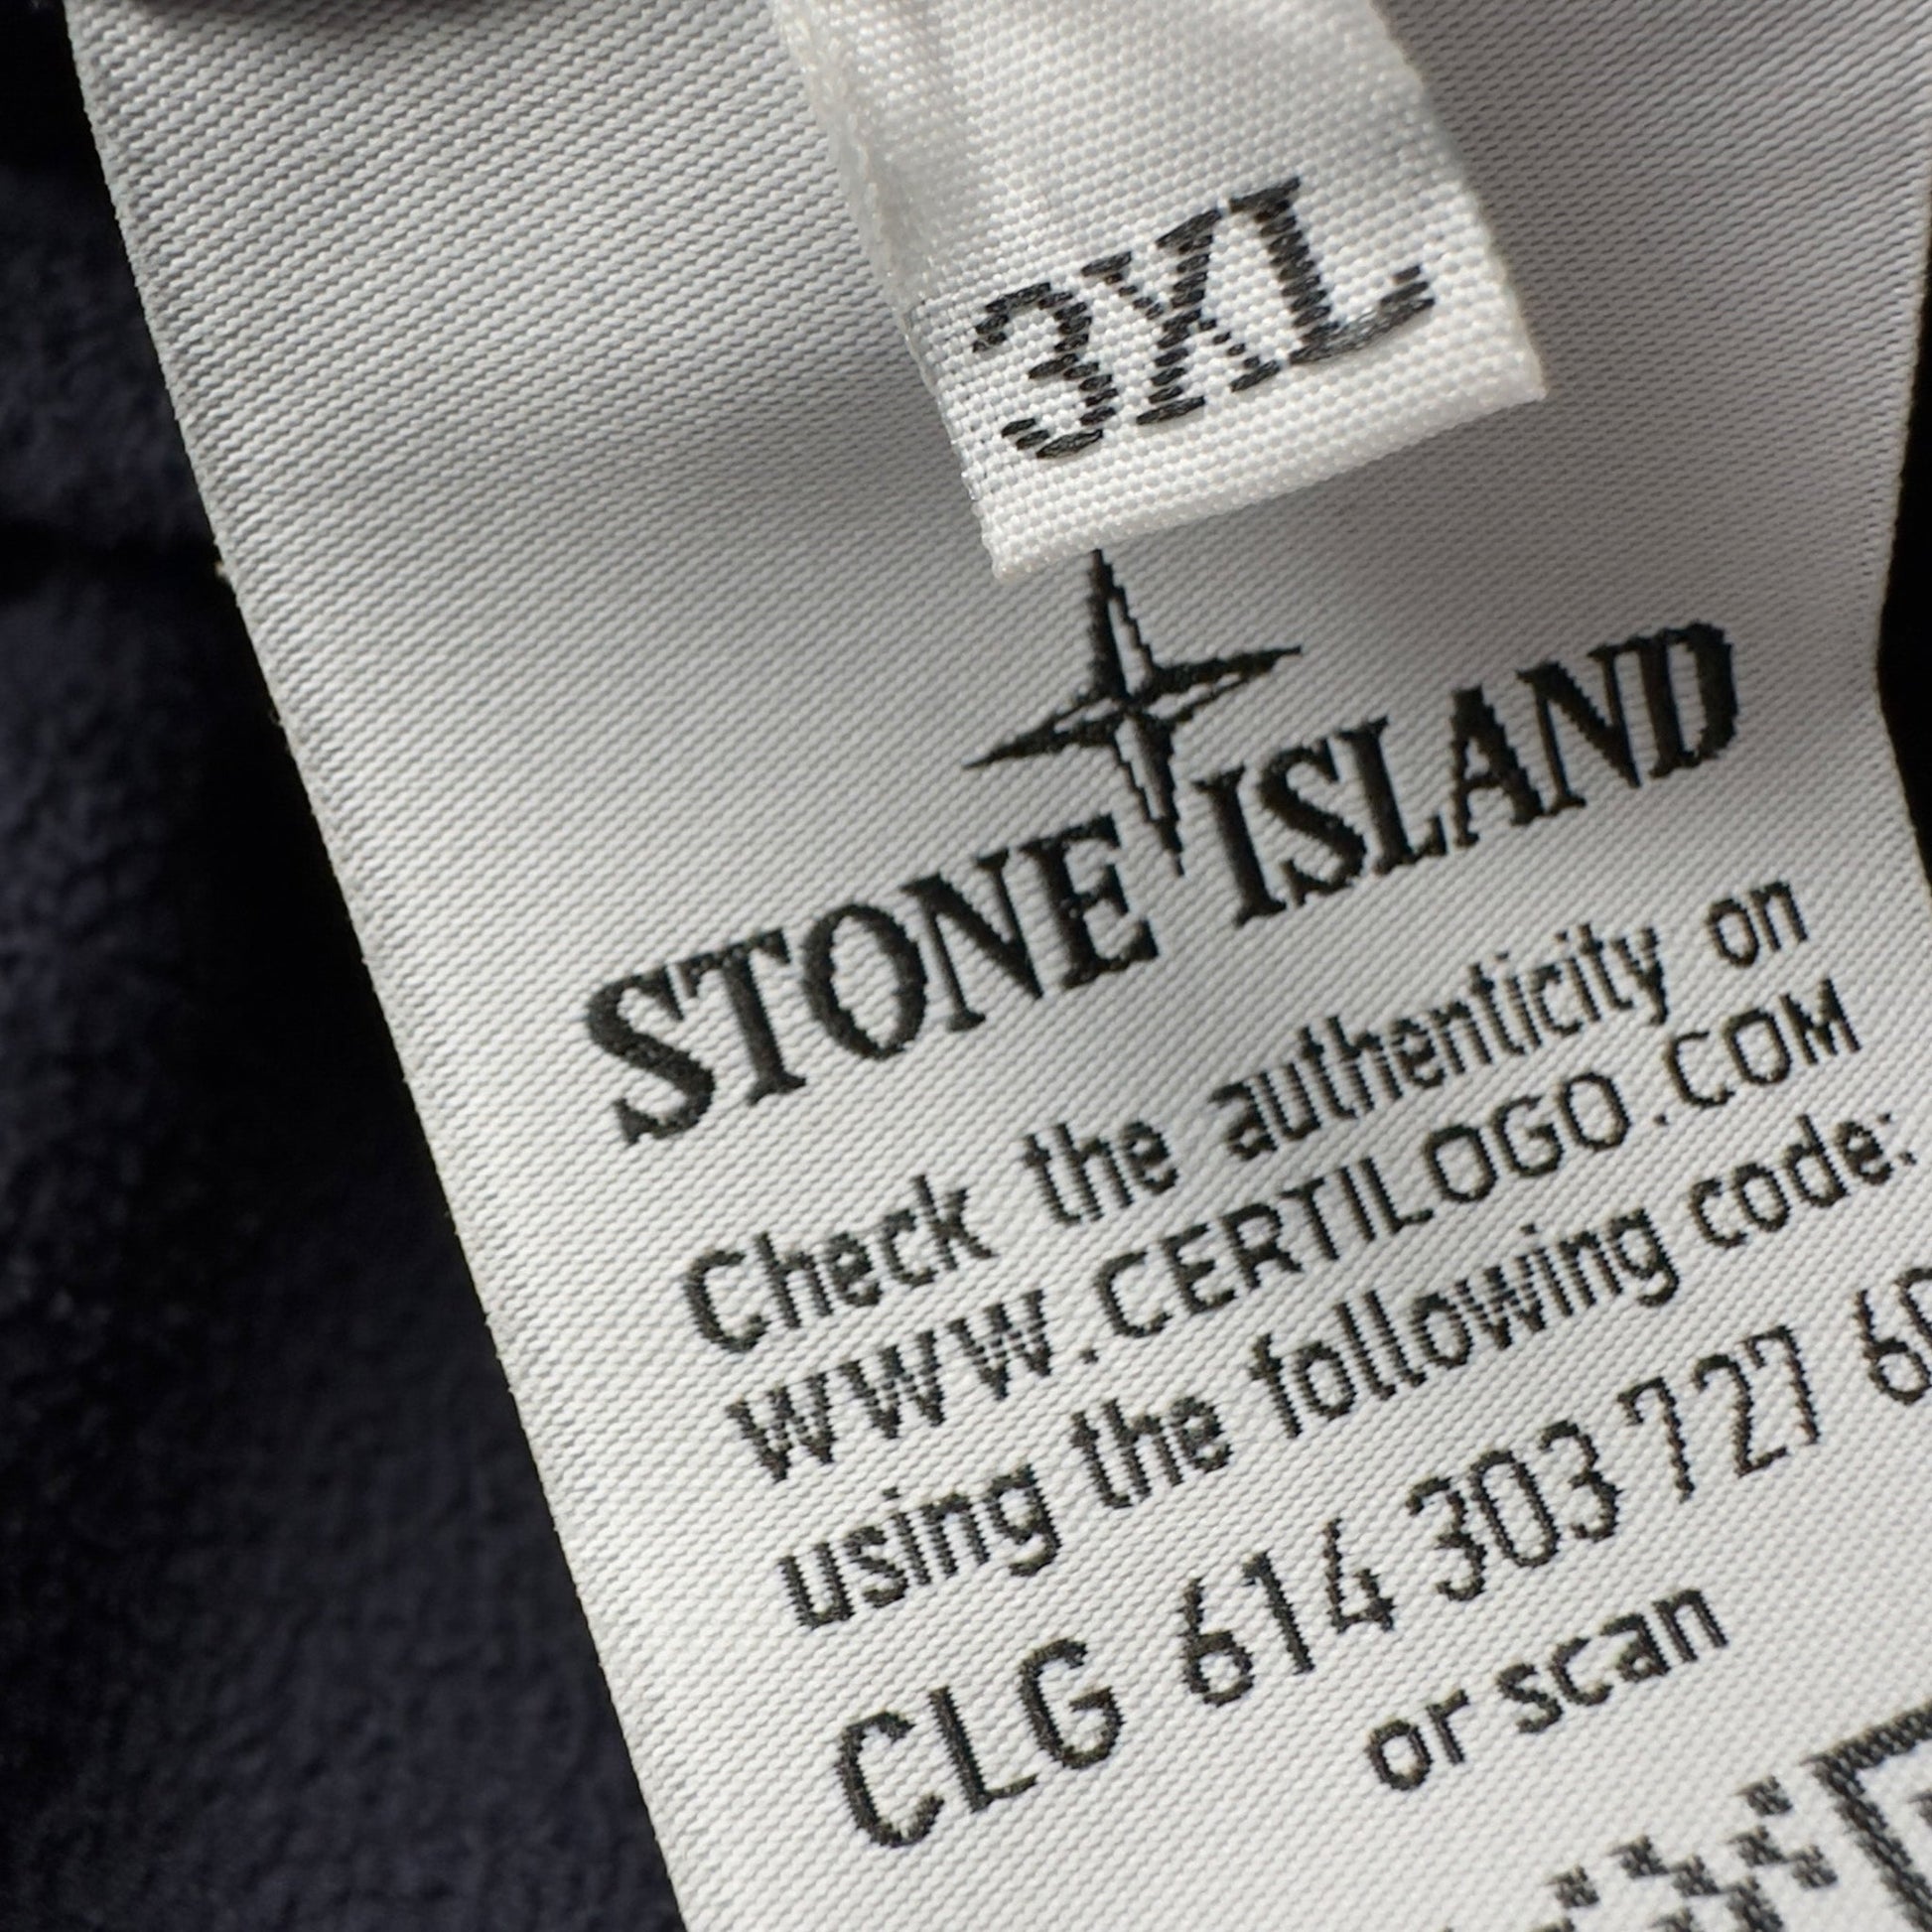 3XL
STONE ISLAND
Check the authenticity on
WWW.CERTILOGO.COM
using the following code:
CLG 614 303 727
or scan